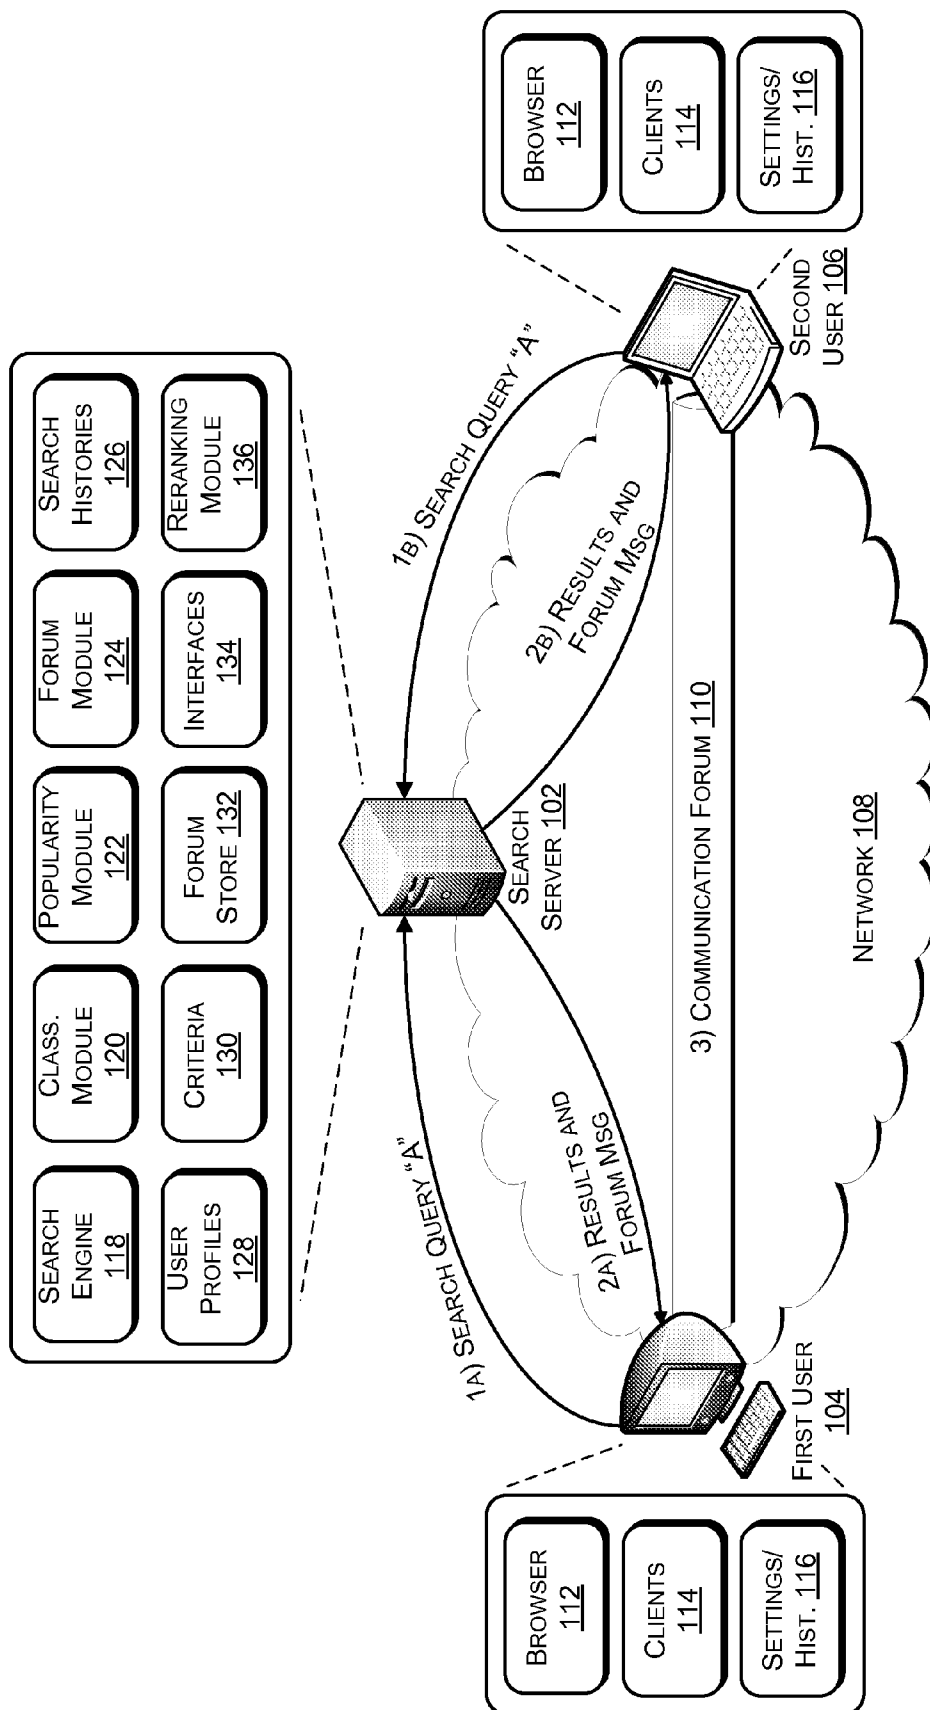 SEARCH
ENGINE
118
CLASS.
MODULE
120
POPULARITY
MODULE
122
FORUM
MODULE
124
SEARCH
HISTORIES
126
USER
PROFILES
128
CRITERIA
130
FORUM
STORE 132
INTERFACES
134
RERANKING
MODULE
136
1A) SEARCH QUERY "A"
1B) SEARCH QUERY "A"
SEARCH
SERVER 102
2A) RESULTS AND
FORUM MSG
2B) RESULTS AND
FORUM MSG
BROWSER
112
CLIENTS
114
SETTINGS/
HIST. 116
FIRST USER
104
3) COMMUNICATION FORUM 110
NETWORK 108
SECOND
USER 106
BROWSER
112
CLIENTS
114
SETTINGS/
HIST. 116